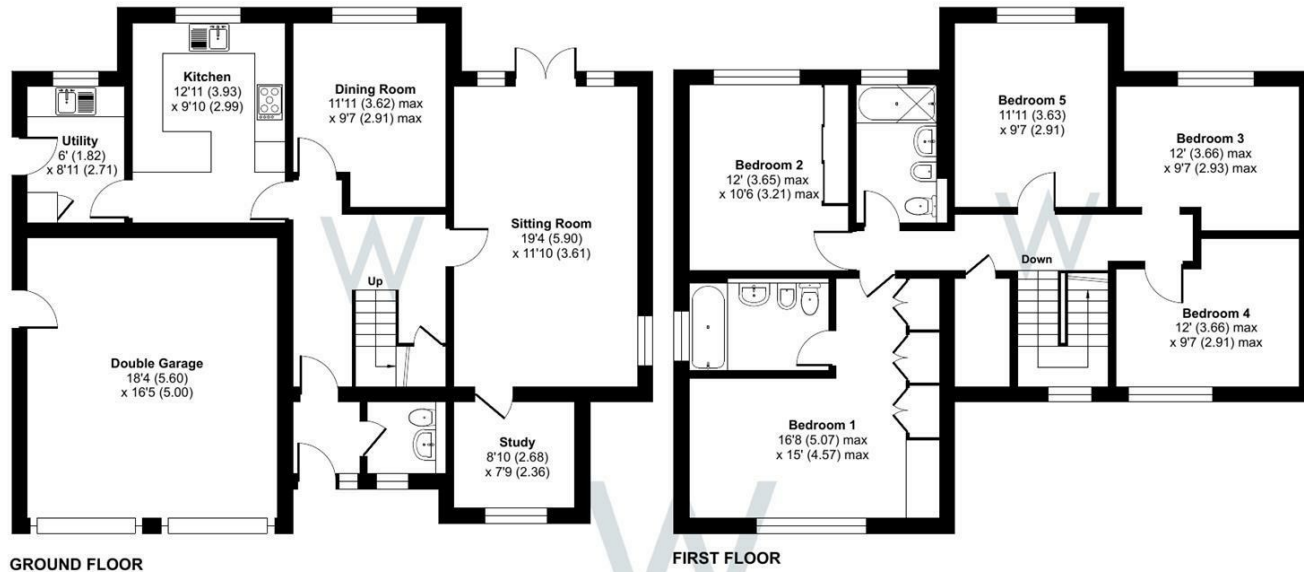 Kitchen
12'11 (3.93)
x 9'10 (2.99)
Dining Room
11'11 (3.62) max
x 9'7 (2.91) max
Utility
6' (1.82)
x 8'11 (2.71)
Sitting Room
19'4 (5.90)
x 11'10 (3.61)
Up
Double Garage
18'4 (5.60)
x 16'5 (5.00)
Study
8'10 (2.68)
x 7'9 (2.36)
GROUND FLOOR
Bedroom 5
11'11 (3.63)
x 9'7 (2.91)
Bedroom 2
12' (3.65) max
x 10'6 (3.21) max
Bedroom 3
12' (3.66) max
x 9'7 (2.93) max
Down
Bedroom 4
12' (3.66) max
x 9'7 (2.91) max
Bedroom 1
16'8 (5.07) max
x 15' (4.57) max
FIRST FLOOR
W
W
W